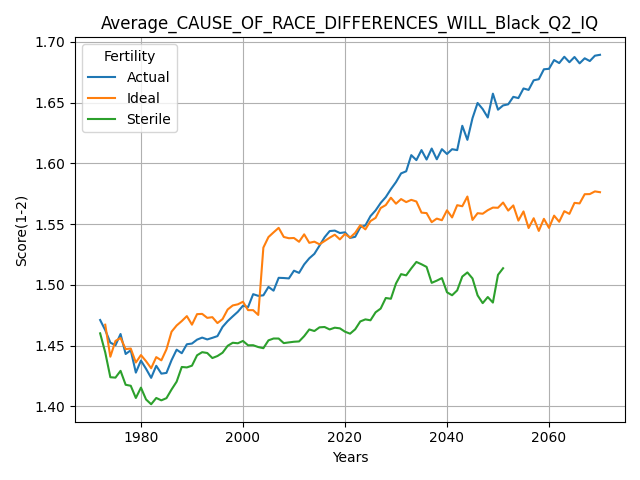 Average_CAUSE_OF_RACE_DIFFERENCES_WILL_Black_Q2_IQ
Fertility
Actual
Ideal
Sterile
Score(1-2)
1.70
1.65
1.60
1.55
1.50
1.45
1.40
1980
2000
2020
2040
2060
Years